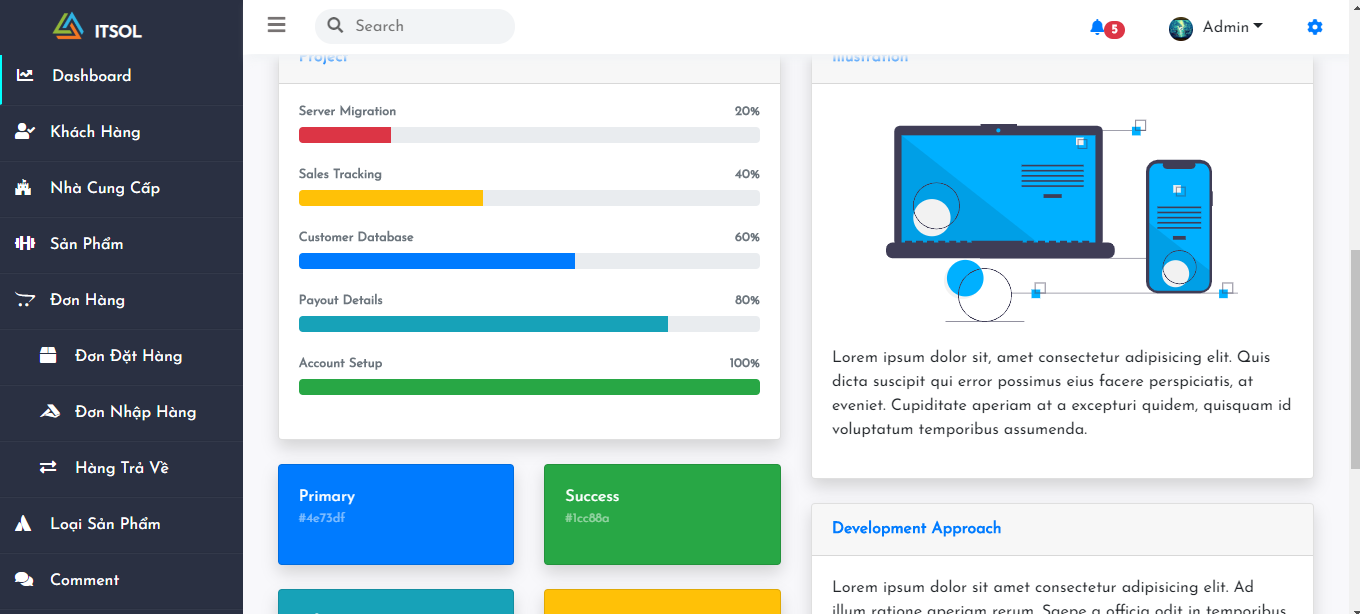 ITSOL
Dashboard
Khách Hàng
Nhà Cung Cấp
Sản Phẩm
Đơn Hàng
Đơn Đặt Hàng
Đơn Nhập Hàng
Hàng Trả Về
Loại Sản Phẩm
Comment
Search
5
Admin
Project
Server Migration 20%
Sales Tracking 40%
Customer Database 60%
Payout Details 80%
Account Setup 100%
Primary
#4e73df
Success
#1cc88a
Illustration
Lorem ipsum dolor sit, amet consectetur adipisicing elit. Quis
dicta suscipit qui error possimus eius facere perspiciatis, at
eveniet. Cupiditate aperiam at a excepturi quidem, quisquam id
voluptatum temporibus assumenda.
Development Approach
Lorem ipsum dolor sit amet consectetur adipisicing elit. Ad
illum ratione aperiam rerum. Saepe a officia odit in temporibus